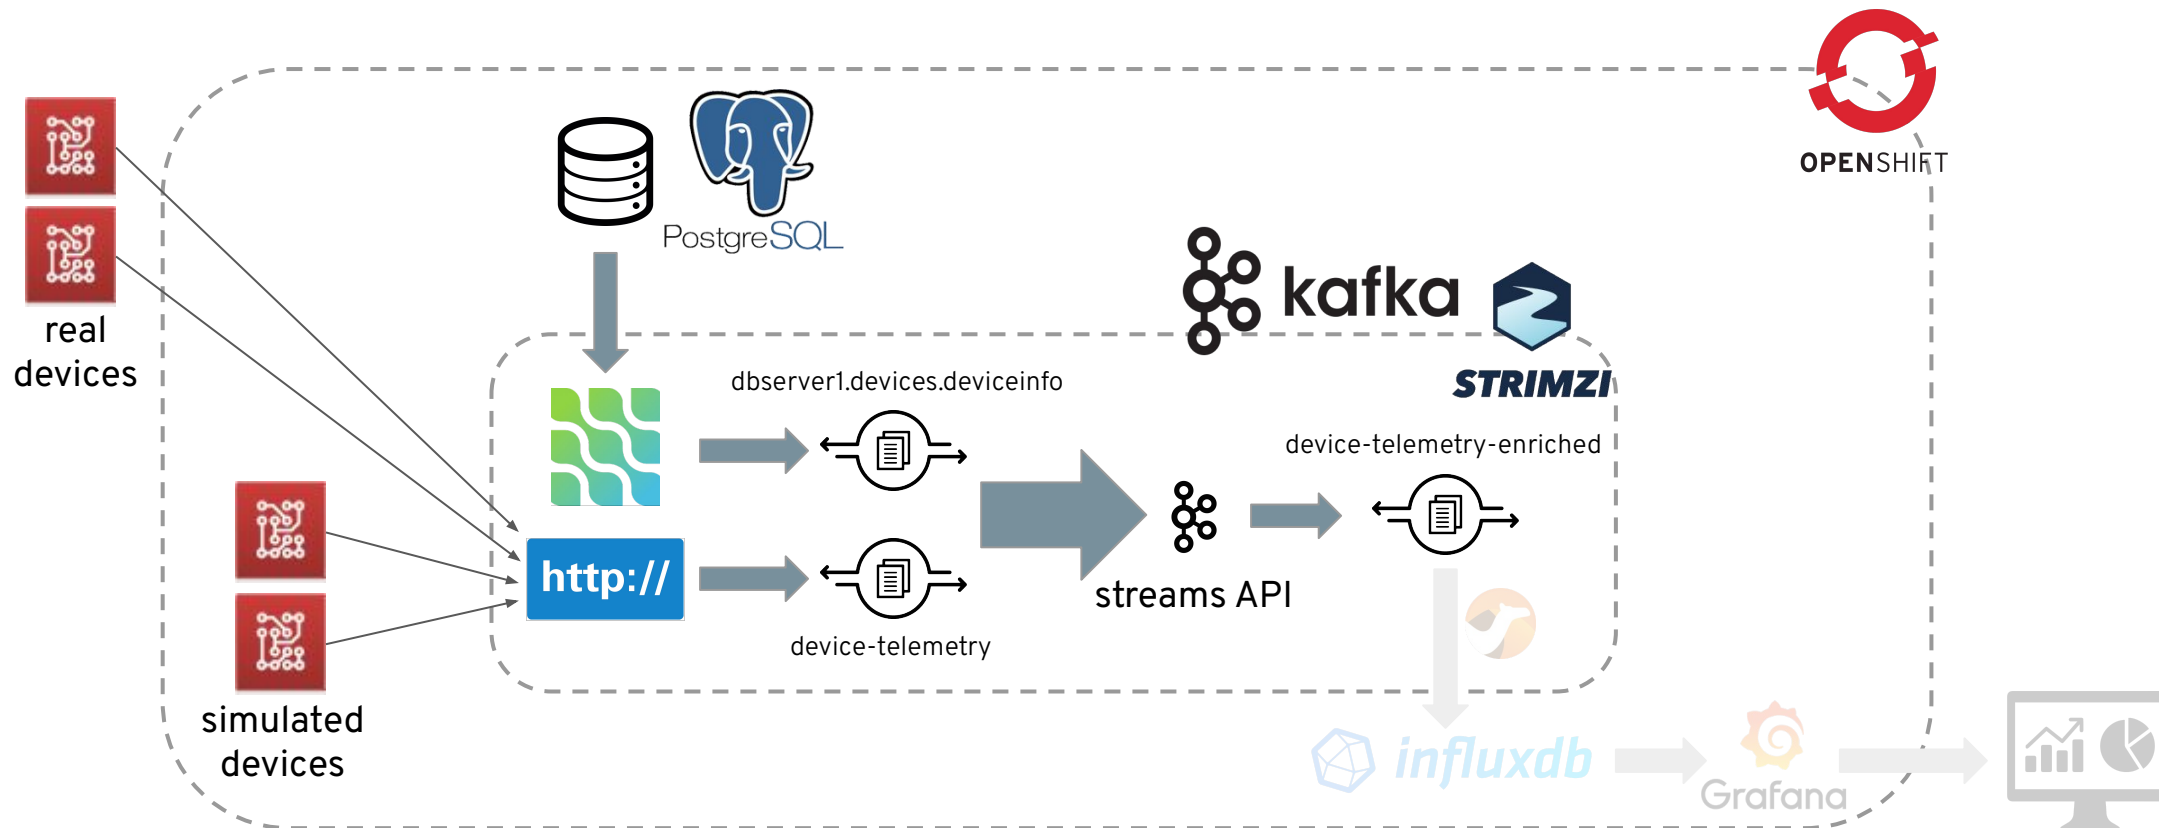 OPENSHIFT
PostgreSQL
real
devices
kafka
STRIMZI
dbserver1.devices.deviceinfo
device-telemetry-enriched
http://
streams API
device-telemetry
simulated
devices
influxdb
Grafana